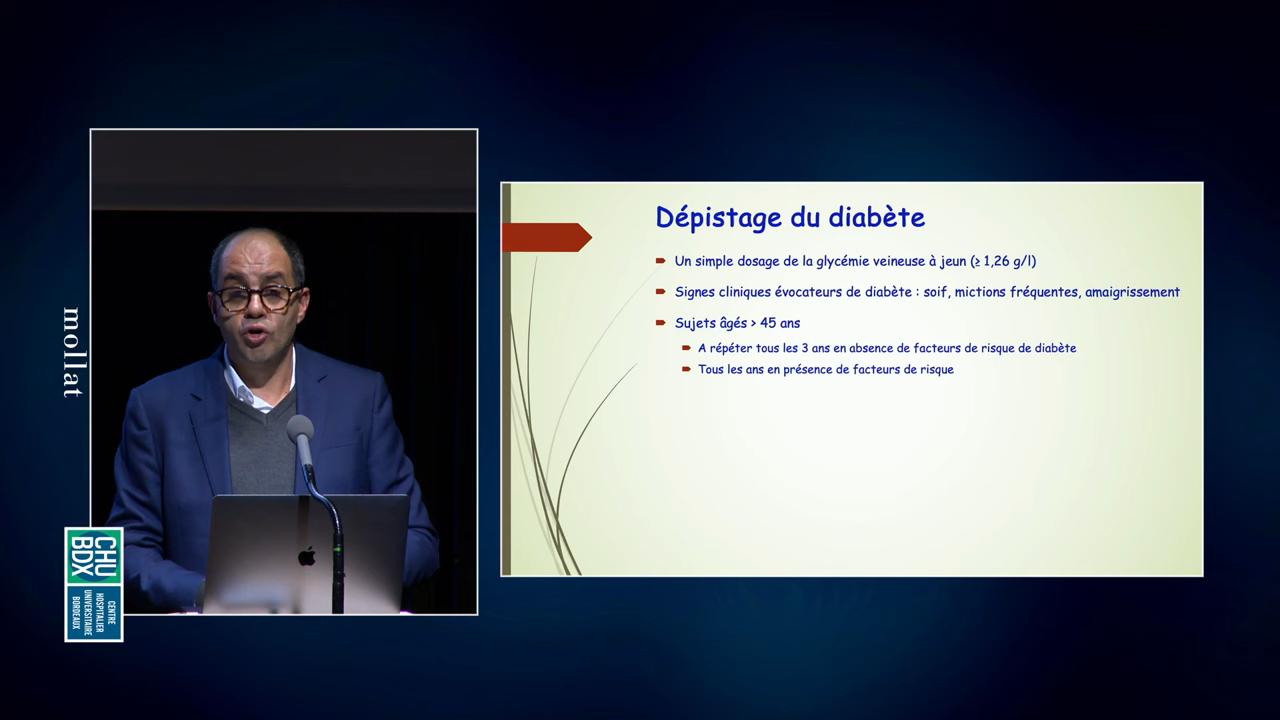 mollat
CHU
BDX
CENTRE
HOSPITALIER
UNIVERSITAIRE
BORDEAUX
Dépistage du diabète
Un simple dosage de la glycémie veineuse à jeun (≥ 1,26 g/l)
Signes cliniques évocateurs de diabète : soif, mictions fréquentes, amaigrissement
Sujets âgés > 45 ans
A répéter tous les 3 ans en absence de facteurs de risque de diabète
Tous les ans en présence de facteurs de risque